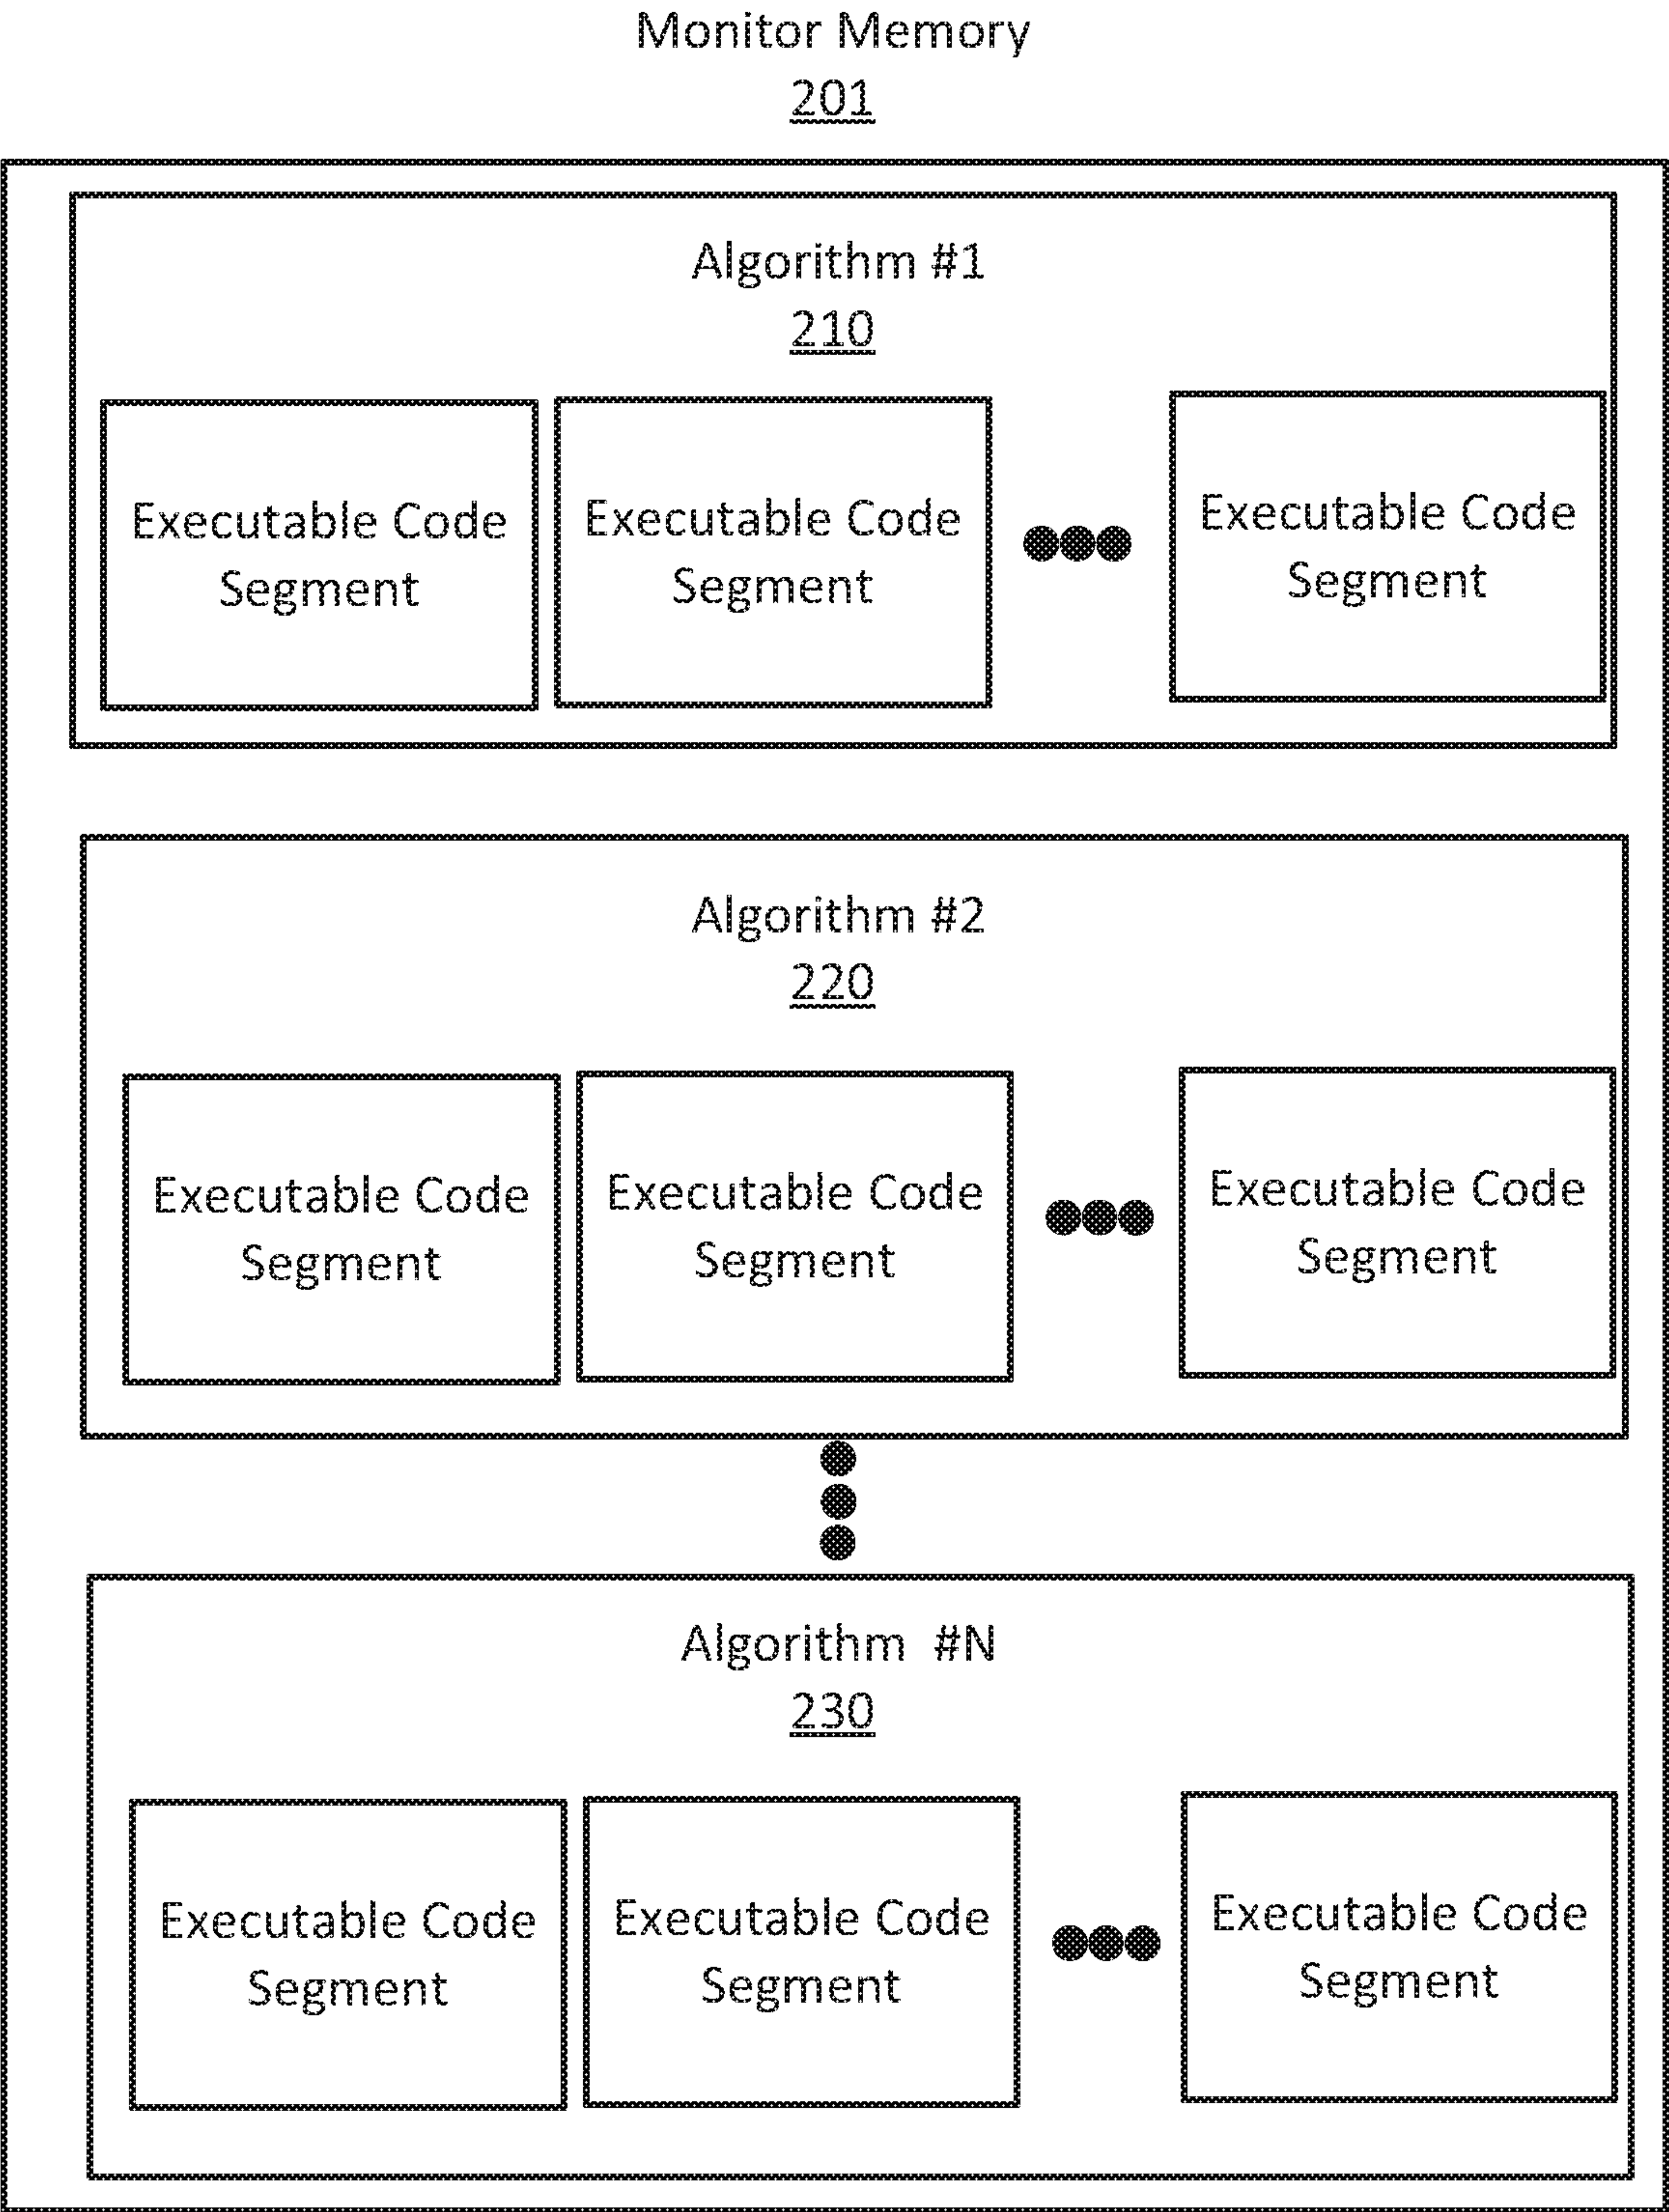 Monitor Memory
201
Algorithm #1
210
Executable Code
Segment
Executable Code
Segment
Executable Code
Segment
Algorithm #2
220
Executable Code
Segment
Executable Code
Segment
Executable Code
Segment
Algorithm #N
230
Executable Code
Segment
Executable Code
Segment
Executable Code
Segment